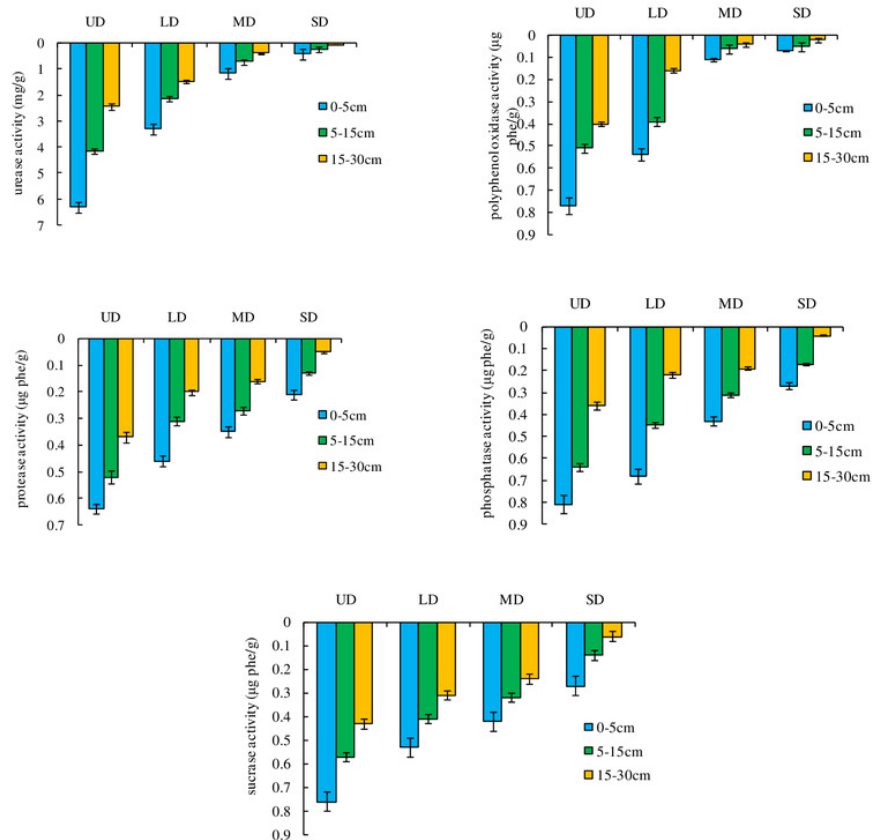 UD LD MD SD
0
1
2
3
4
5
6
7
urease activity (mg/g)
0-5cm
5-15cm
15-30cm
UD LD MD SD
0
0.1
0.2
0.3
0.4
0.5
0.6
0.7
0.8
0.9
polyphenol oxidase activity (μg
phe/g)
0-5cm
5-15cm
15-30cm
UD LD MD SD
0
0.1
0.2
0.3
0.4
0.5
0.6
0.7
protease activity (μg phe/g)
0-5cm
5-15cm
15-30cm
UD LD MD SD
0
0.1
0.2
0.3
0.4
0.5
0.6
0.7
0.8
0.9
phosphatase activity (μg phe/g)
0-5cm
5-15cm
15-30cm
UD LD MD SD
0
0.1
0.2
0.3
0.4
0.5
0.6
0.7
0.8
0.9
sucrase activity (μg phe/g)
0-5cm
5-15cm
15-30cm